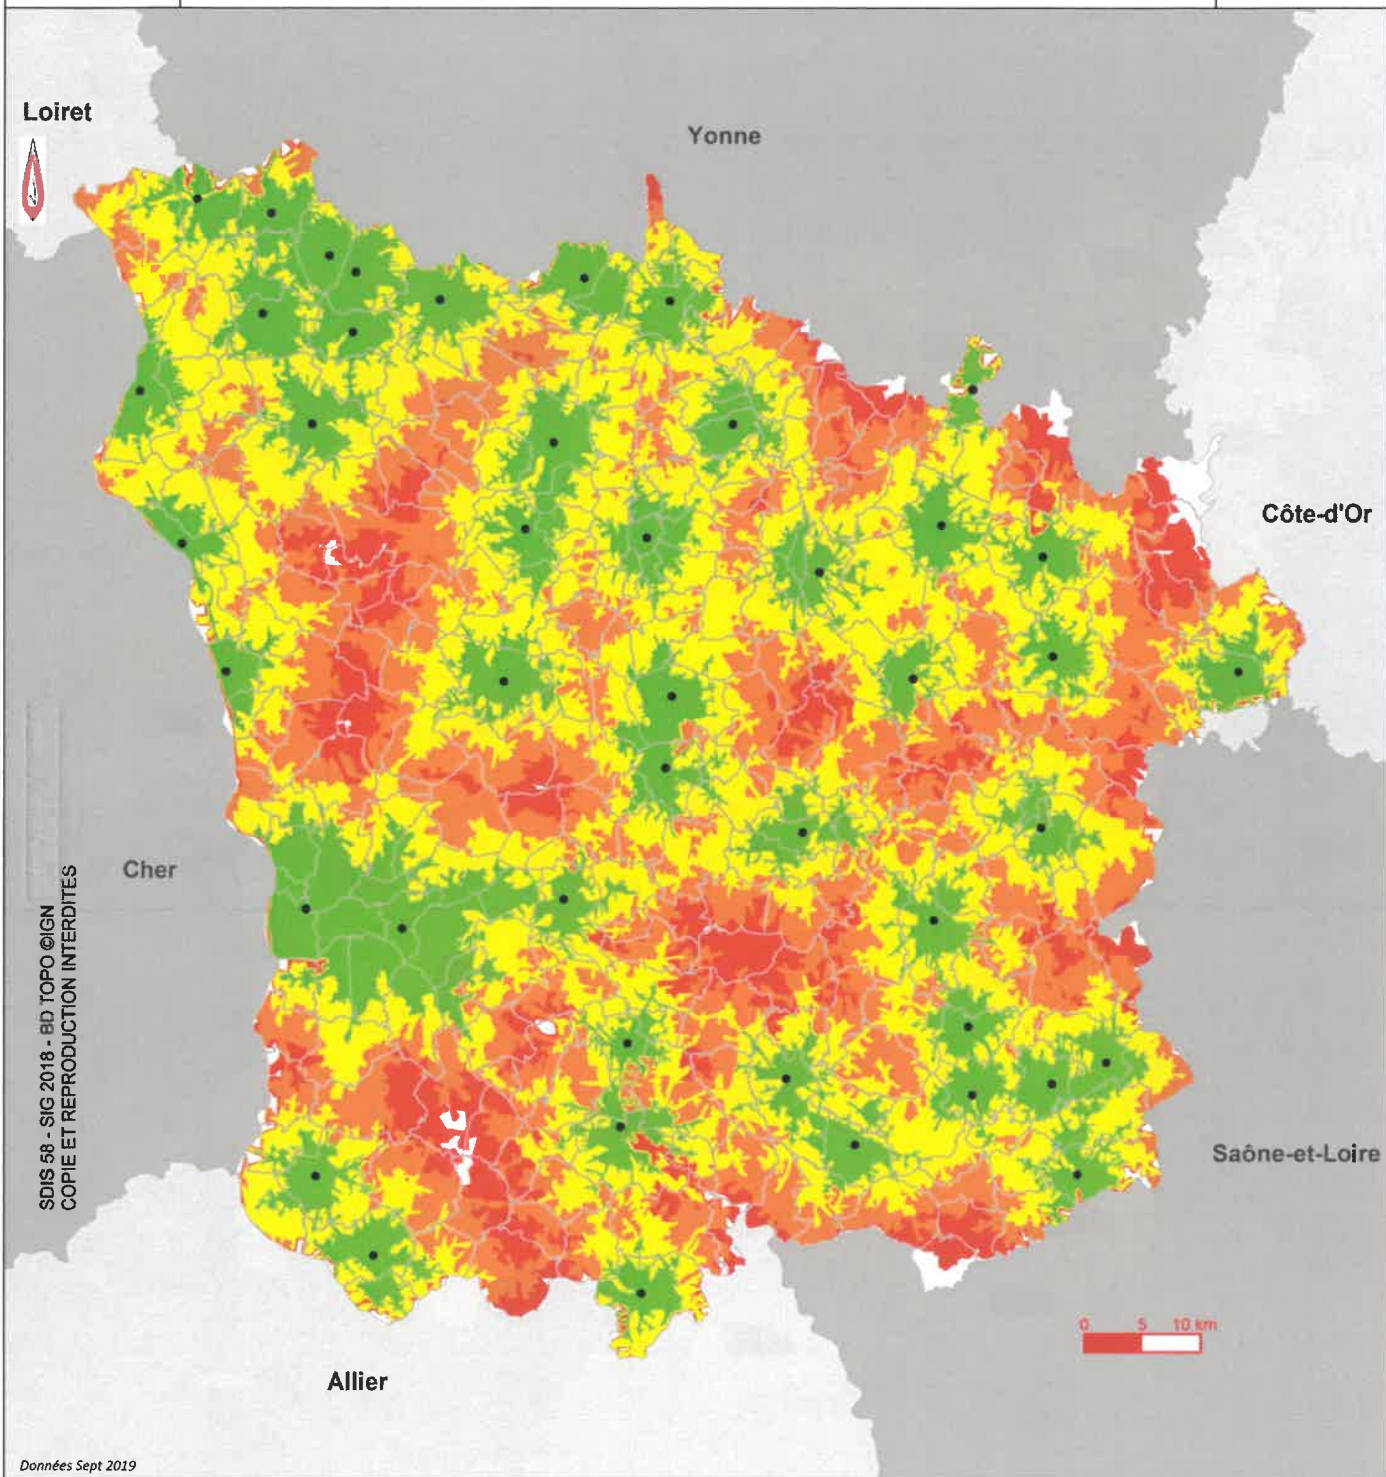 Loiret
Yonne
Côte-d'Or
Cher
SDIS 58 - SIG 2018 - BD TOPO ©IGN
COPIE ET REPRODUCTION INTERDITES
Saône-et-Loire
0 5 10 km
Allier
Données Sept 2019